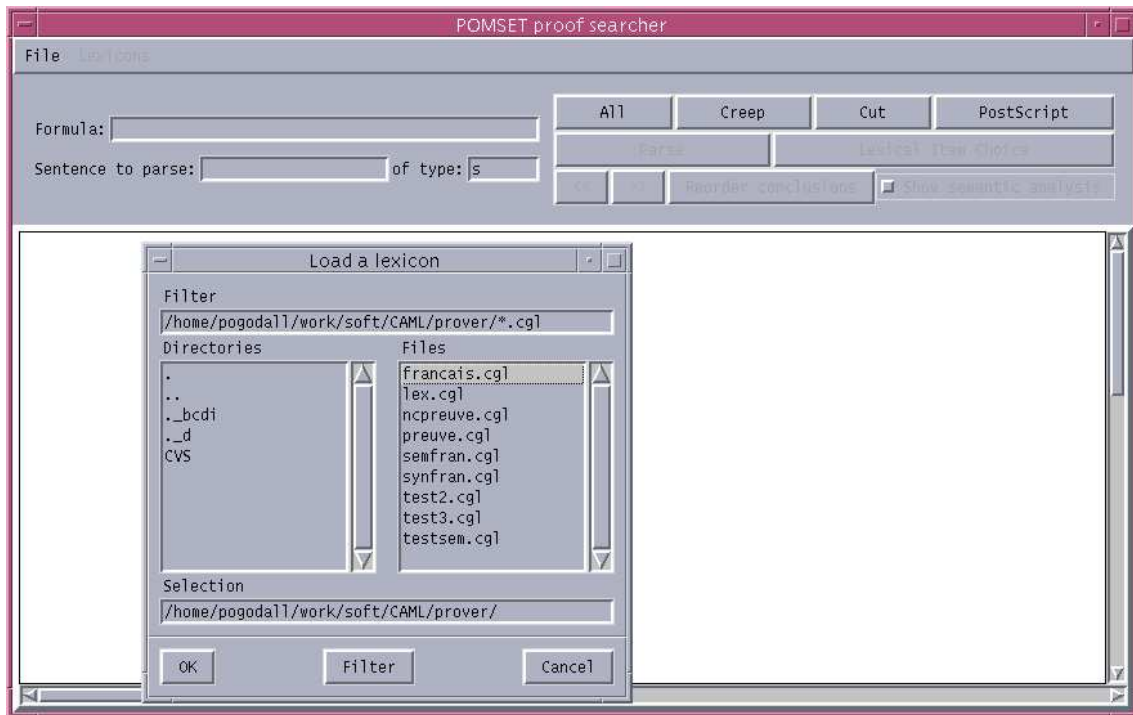 POMSET proof searcher
File Lexicons
Formula:
All Creep Cut PostScript
Parse Lexical Item Choice
Sentence to parse: of type: s
<< >> Reorder conclusions Show semantic analysis
Load a lexicon
Filter
/home/pogodall/work/soft/CAML/prover/*.cgl
Directories Files
. francais.cgl
.. lex.cgl
._bcdi ncpreuve.cgl
._d preuve.cgl
CVS semfran.cgl
synfran.cgl
test2.cgl
test3.cgl
testsem.cgl
Selection
/home/pogodall/work/soft/CAML/prover/
OK Filter Cancel